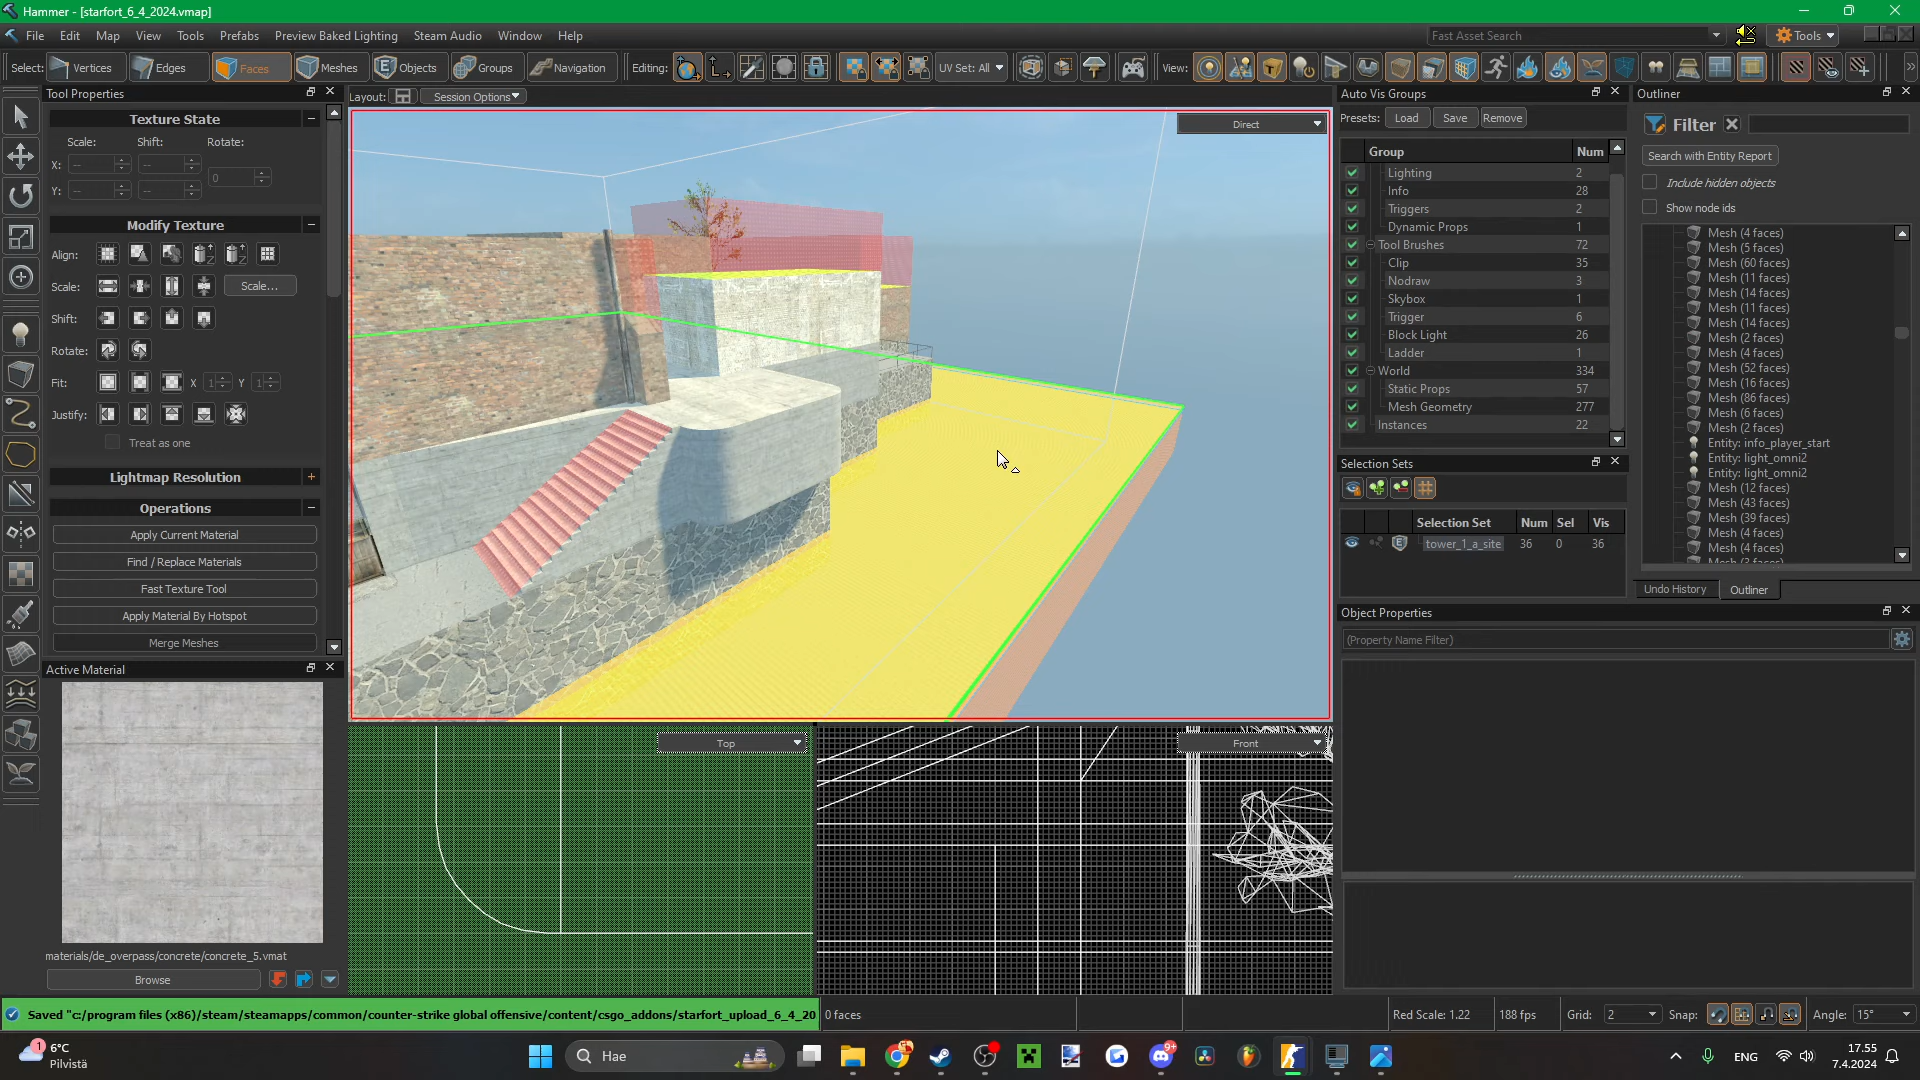 Hammer - [starfort_6_4_2024.vmap]
File Edit Map View Tools Prefabs Preview Baked Lighting Steam Audio Window Help
Fast Asset Search
Tools
Select: Vertices Edges Faces Meshes Objects Groups Navigation Editing: UV Set: All View:
Tool Properties
Layout: Session Options
Auto Vis Groups
Outliner
Texture State
Scale: Shift: Rotate:
X: -- -- 0
Y: -- --
Modify Texture
Align:
Scale: Scale...
Shift:
Rotate:
Fit: X 1 Y 1
Justify:
Treat as one
Lightmap Resolution
Operations
Apply Current Material
Find / Replace Materials
Fast Texture Tool
Apply Material By Hotspot
Merge Meshes
Active Material
materials/de_overpass/concrete/concrete_5.vmat
Browse
Direct
Top
Front
Presets: Load Save Remove
Group Num
Lighting 2
Info 28
Triggers 2
Dynamic Props 1
Tool Brushes 72
Clip 35
Nodraw 3
Skybox 1
Trigger 6
Block Light 26
Ladder 1
World 334
Static Props 57
Mesh Geometry 277
Instances 22
Selection Sets
Selection Set Num Sel Vis
tower_1_a_site 36 0 36
Filter
Search with Entity Report
Include hidden objects
Show node ids
Mesh (4 faces)
Mesh (5 faces)
Mesh (60 faces)
Mesh (11 faces)
Mesh (14 faces)
Mesh (11 faces)
Mesh (14 faces)
Mesh (2 faces)
Mesh (4 faces)
Mesh (52 faces)
Mesh (16 faces)
Mesh (86 faces)
Mesh (6 faces)
Mesh (2 faces)
Entity: info_player_start
Entity: light_omni2
Entity: light_omni2
Mesh (12 faces)
Mesh (43 faces)
Mesh (39 faces)
Mesh (4 faces)
Mesh (4 faces)
Undo History Outliner
Object Properties
(Property Name Filter)
Saved "c:/program files (x86)/steam/steamapps/common/counter-strike global offensive/content/csgo_addons/starfort_upload_6_4_20
0 faces
Red Scale: 1.22
188 fps
Grid: 2
Snap:
Angle: 15°
1
6°C
Pilvistä
Hae
9+
ENG
17.55
7.4.2024